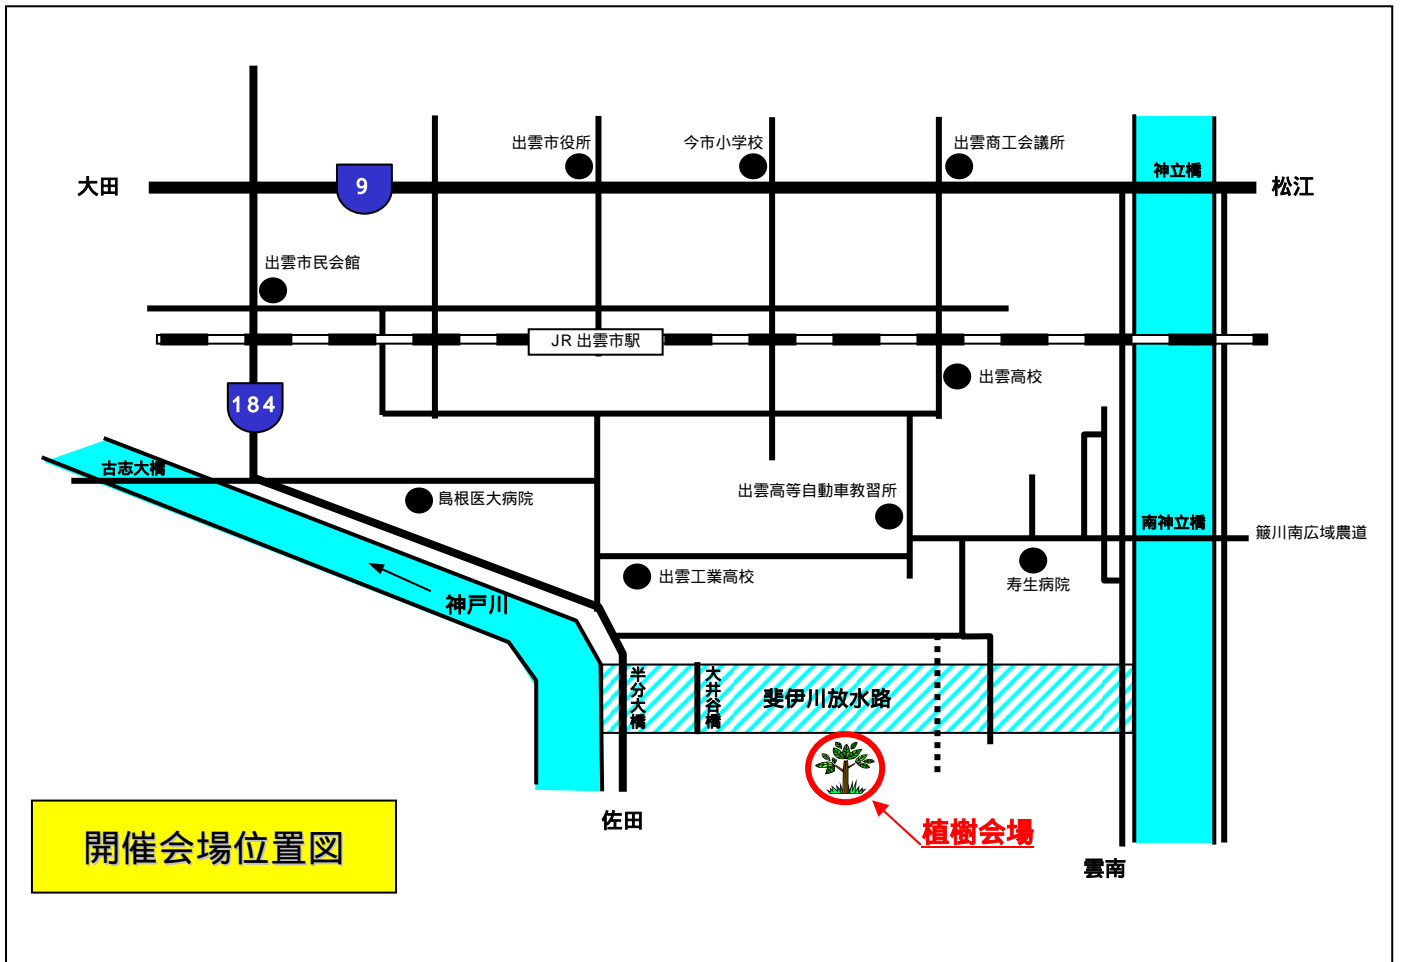 出雲市役所
今市小学校
出雲商工会議所
神立橋
大田
9
松江
出雲市民会館
JR 出雲市駅
出雲高校
184
古志大橋
島根医大病院
出雲高等自動車教習所
南神立橋
簸川南広域農道
出雲工業高校
寿生病院
神戸川
半分大橋
大井谷橋
斐伊川放水路
佐田
植樹会場
開催会場位置図
雲南